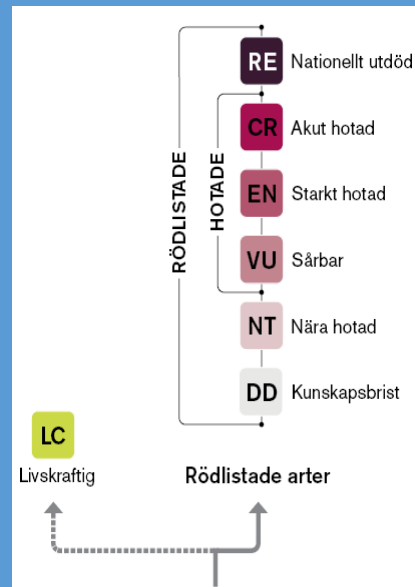 RE Nationellt utdöd
CR Akut hotad
EN Starkt hotad
VU Sårbar
NT Nära hotad
DD Kunskapsbrist
RÖDLISTADE
HOTADE
LC
Livskraftig
Rödlistade arter